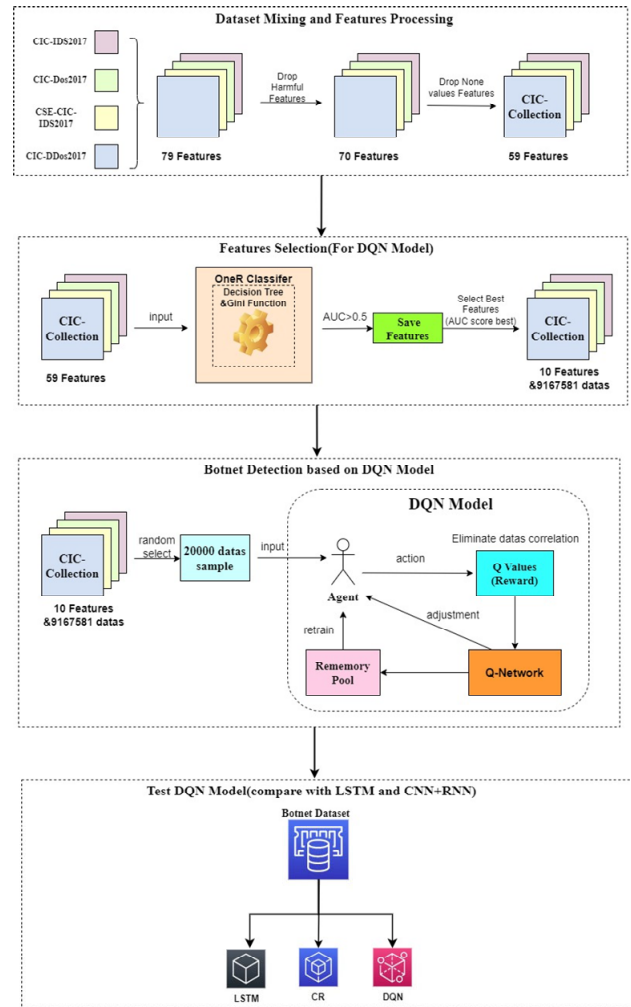 Dataset Mixing and Features Processing
CIC-IDS2017
CIC-Dos2017
CSE-CIC-
IDS2017
CIC-DDos2017
79 Features
Drop
Harmful
Features
70 Features
Drop None
values Features
CIC-
Collection
59 Features
Features Selection(For DQN Model)
CIC-
Collection
59 Features
input
OneR Classifer
Decision Tree
&Gini Function
AUC>0.5
Save
Features
Select Best
Features
(AUC score best)
CIC-
Collection
10 Features
&9167581 datas
Botnet Detection based on DQN Model
CIC-
Collection
10 Features
&9167581 datas
random
select
20000 datas
sample
input
DQN Model
Agent
action
Eliminate datas correlation
Q Values
(Reward)
adjustment
retrain
Rememory
Pool
Q-Network
Test DQN Model(compare with LSTM and CNN+RNN)
Botnet Dataset
LSTM
CR
DQN